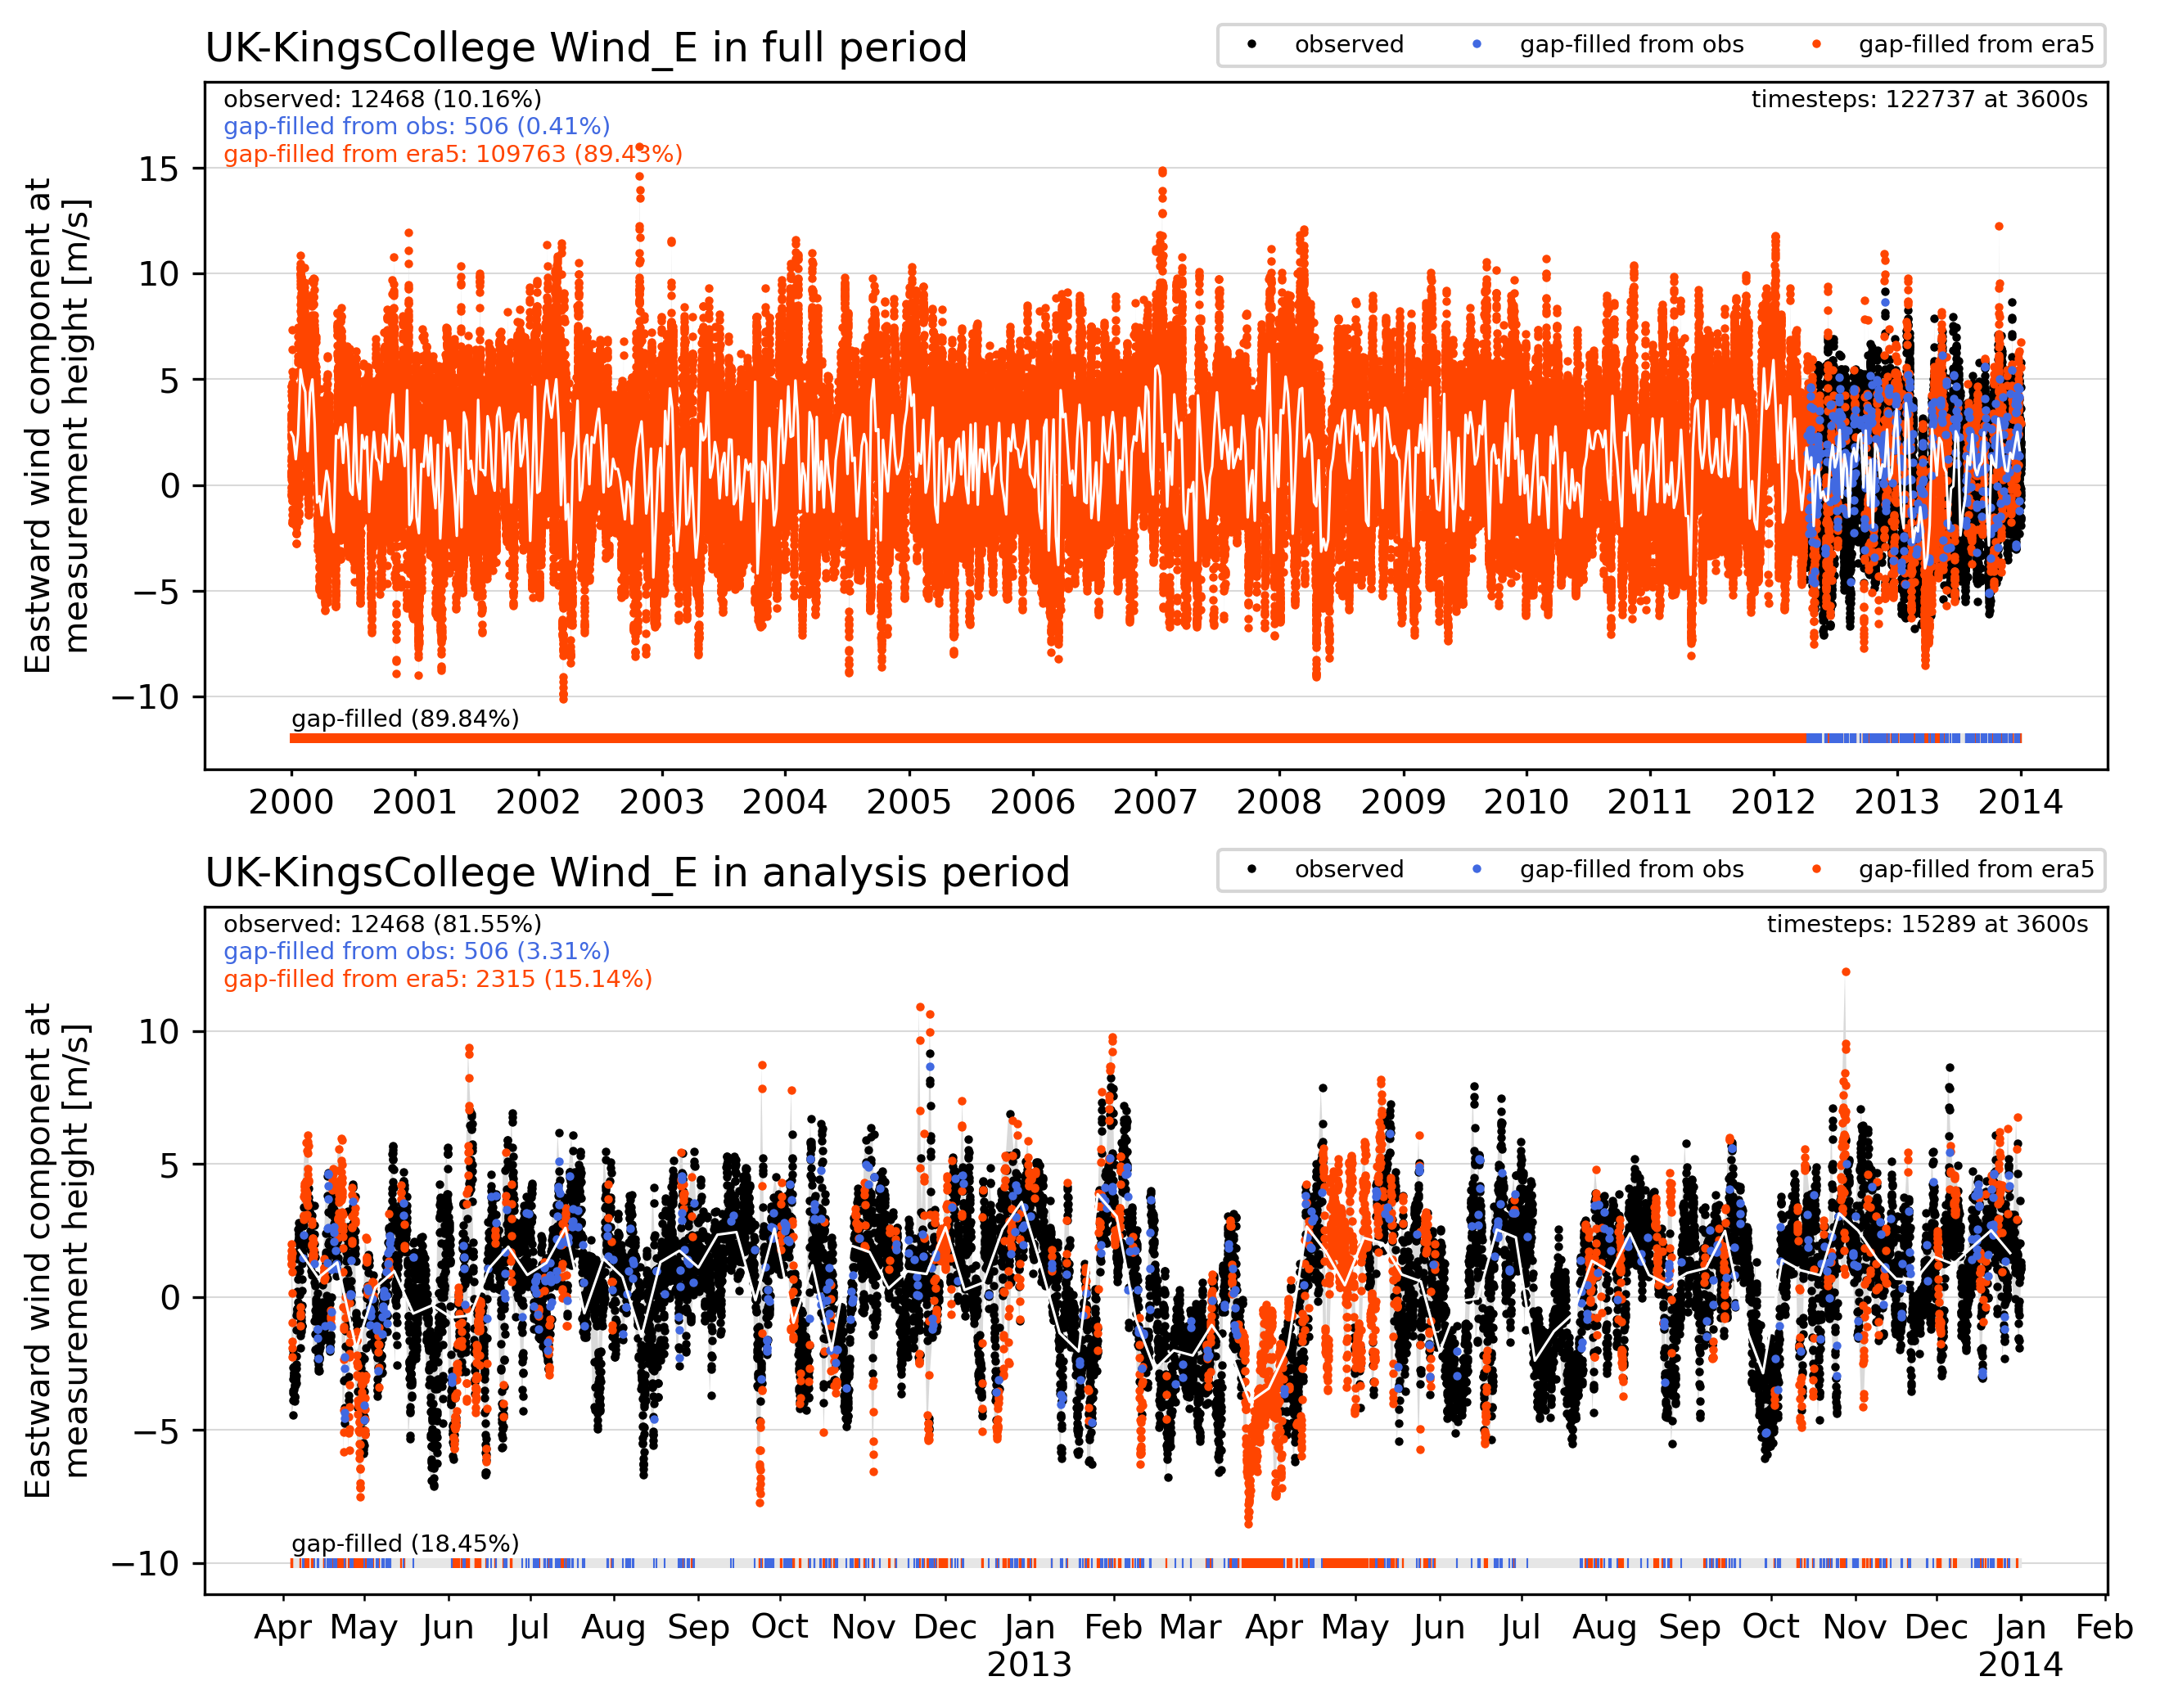 UK-KingsCollege Wind_E in full period
observed gap-filled from obs gap-filled from era5
observed: 12468 (10.16%)
timesteps: 122737 at 3600s
gap-filled from obs: 506 (0.41%)
gap-filled from era5: 109763 (89.43%)
Eastward wind component at
measurement height [m/s]
15
10
5
0
−5
−10
gap-filled (89.84%)
2000 2001 2002 2003 2004 2005 2006 2007 2008 2009 2010 2011 2012 2013 2014
UK-KingsCollege Wind_E in analysis period
observed gap-filled from obs gap-filled from era5
observed: 12468 (81.55%)
timesteps: 15289 at 3600s
gap-filled from obs: 506 (3.31%)
gap-filled from era5: 2315 (15.14%)
Eastward wind component at
measurement height [m/s]
10
5
0
−5
−10
gap-filled (18.45%)
Apr May Jun Jul Aug Sep Oct Nov Dec Jan Feb Mar Apr May Jun Jul Aug Sep Oct Nov Dec Jan Feb
2013 2014